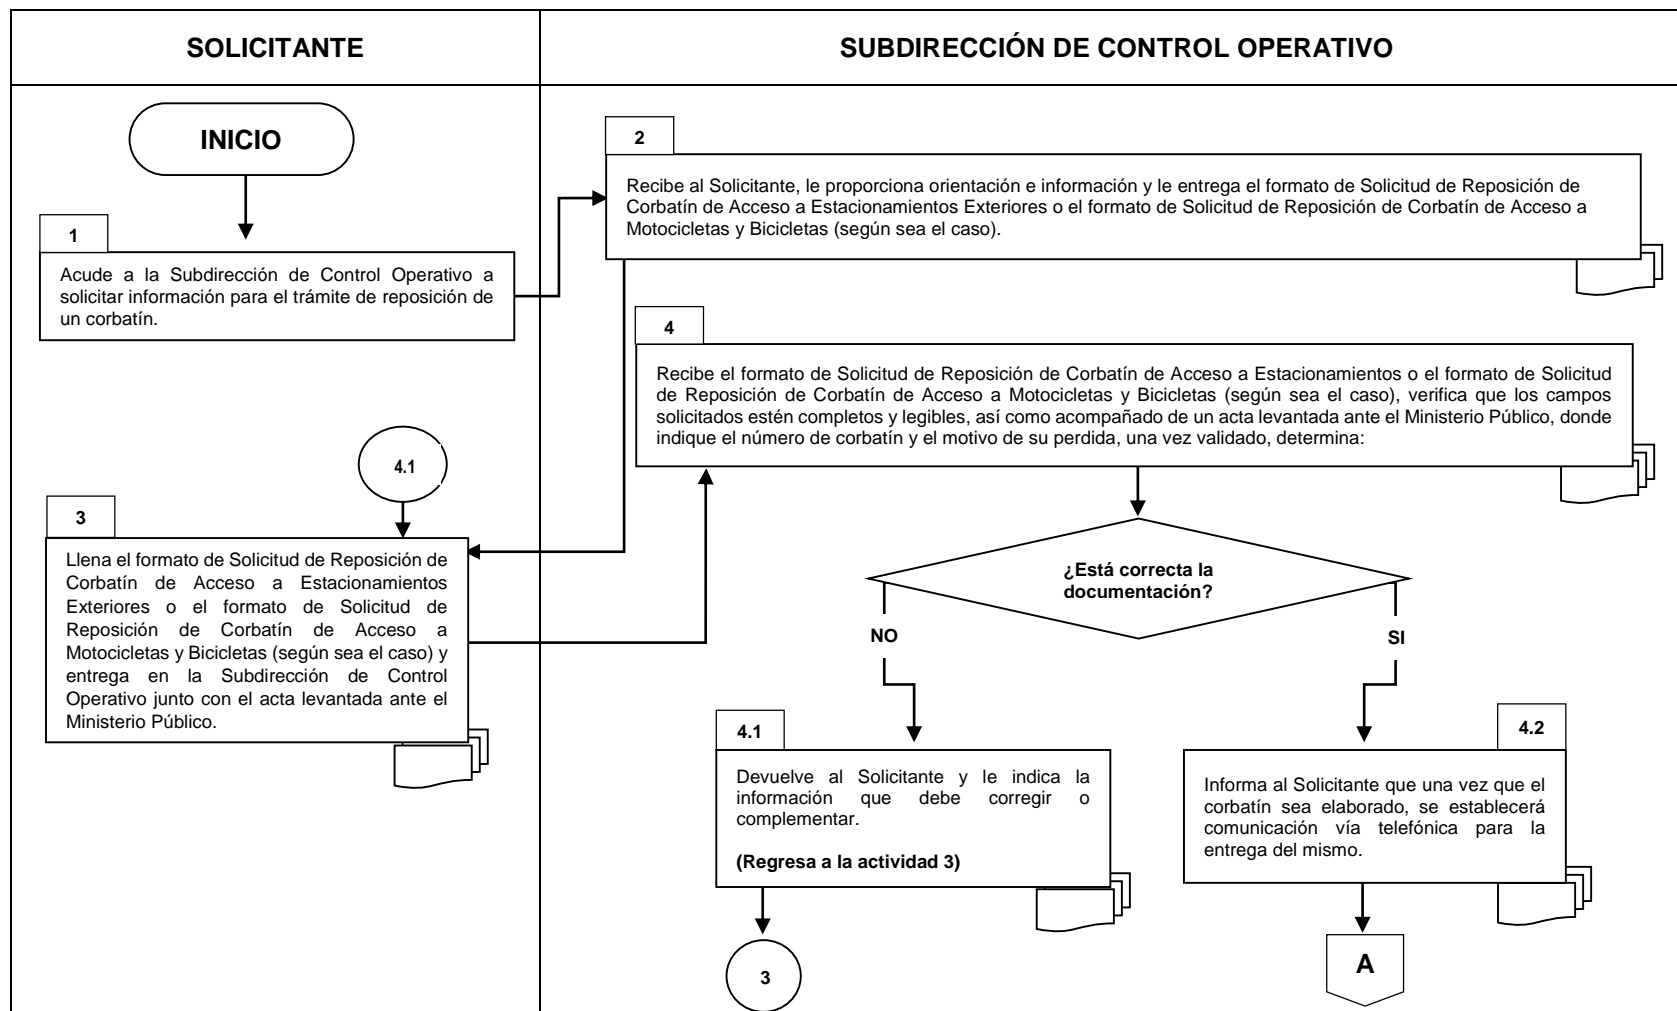 SOLICITANTE
SUBDIRECCIÓN DE CONTROL OPERATIVO
INICIO
1
Acude a la Subdirección de Control Operativo a
solicitar información para el trámite de reposición de
un corbatín.
2
Recibe al Solicitante, le proporciona orientación e información y le entrega el formato de Solicitud de Reposición de
Corbatín de Acceso a Estacionamientos Exteriores o el formato de Solicitud de Reposición de Corbatín de Acceso a
Motocicletas y Bicicletas (según sea el caso).
4.1
3
Llena el formato de Solicitud de Reposición de
Corbatín de Acceso a Estacionamientos
Exteriores o el formato de Solicitud de
Reposición de Corbatín de Acceso a
Motocicletas y Bicicletas (según sea el caso) y
entrega en la Subdirección de Control
Operativo junto con el acta levantada ante el
Ministerio Público.
4
Recibe el formato de Solicitud de Reposición de Corbatín de Acceso a Estacionamientos o el formato de Solicitud
de Reposición de Corbatín de Acceso a Motocicletas y Bicicletas (según sea el caso), verifica que los campos
solicitados estén completos y legibles, así como acompañado de un acta levantada ante el Ministerio Público, donde
indique el número de corbatín y el motivo de su perdida, una vez validado, determina:
¿Está correcta la
documentación?
NO
SI
4.1
Devuelve al Solicitante y le indica la
información que debe corregir o
complementar.
(Regresa a la actividad 3)
3
4.2
Informa al Solicitante que una vez que el
corbatín sea elaborado, se establecerá
comunicación vía telefónica para la
entrega del mismo.
A